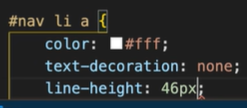 #nav li a {
color: #fff;
text-decoration: none;
line-height: 46px;